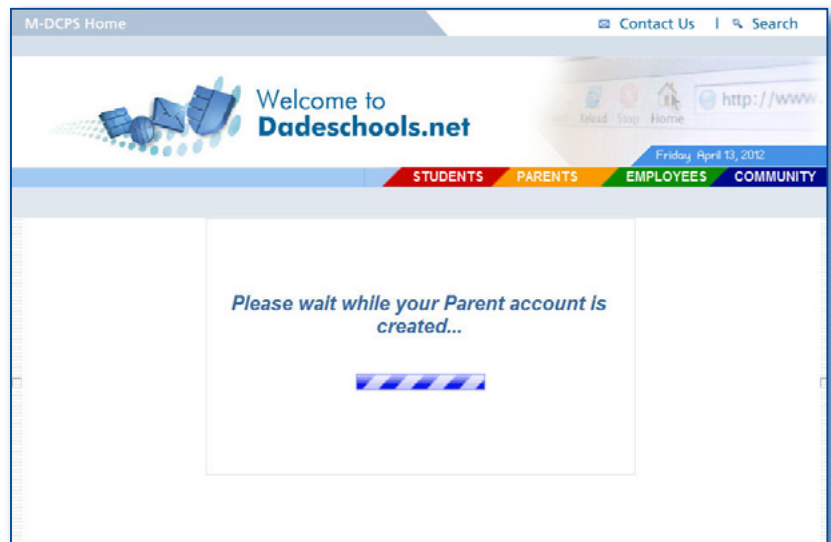 M-DCPS Home
Contact Us | Search
Welcome to
Dadeschools.net
Reload Stop Home http://www.
Friday April 13, 2012
STUDENTS PARENTS EMPLOYEES COMMUNITY
Please wait while your Parent account is
created...